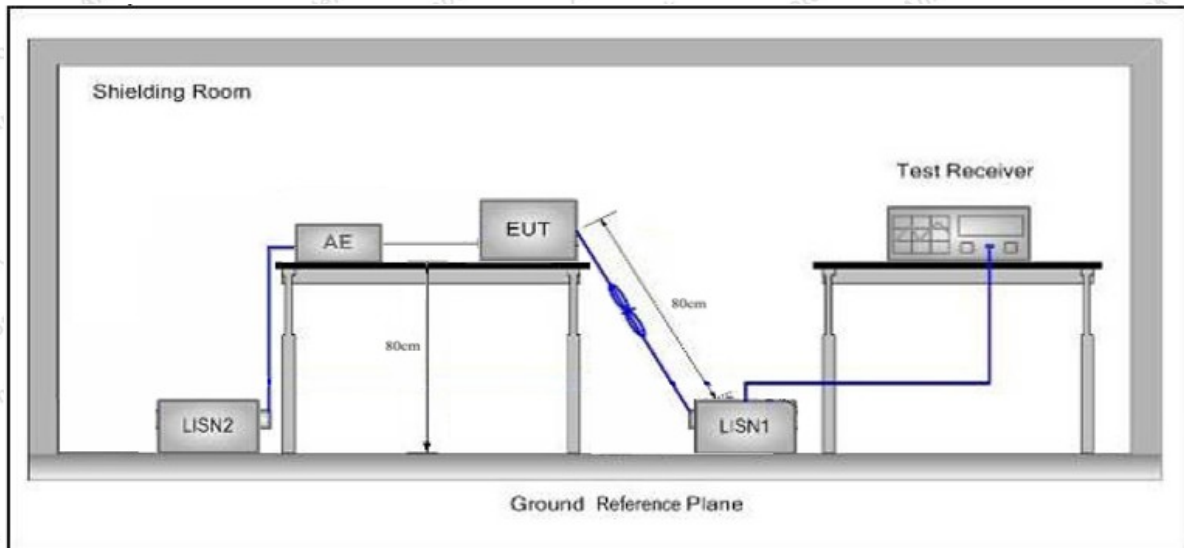 Shielding Room
Test Receiver
AE
EUT
80cm
80cm
LISN2
LISN1
Ground Reference Plane